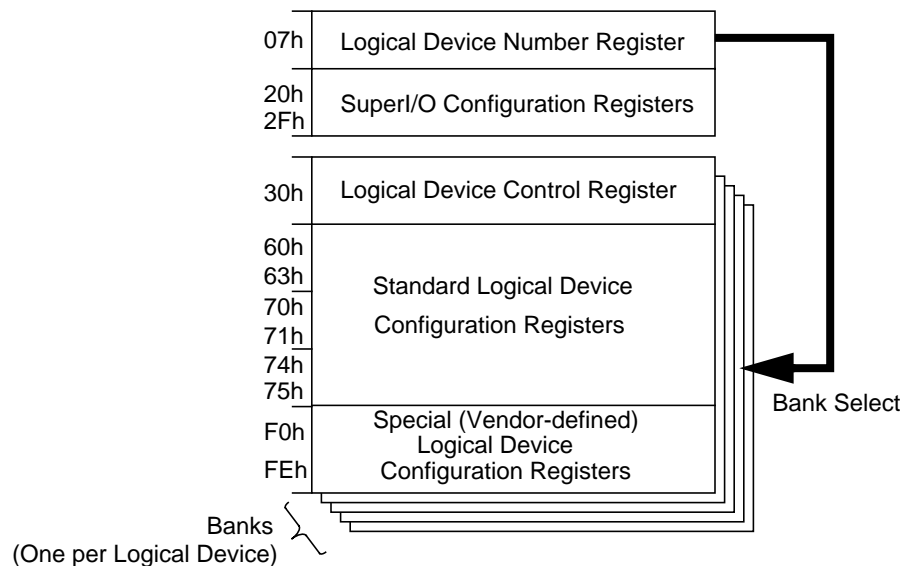 07h Logical Device Number Register
20h
2Fh
SuperI/O Configuration Registers
30h Logical Device Control Register
60h
63h
70h
71h
74h
75h
Standard Logical Device
Configuration Registers
F0h
FEh
Special (Vendor-defined)
Logical Device
Configuration Registers
Bank Select
Banks
(One per Logical Device)